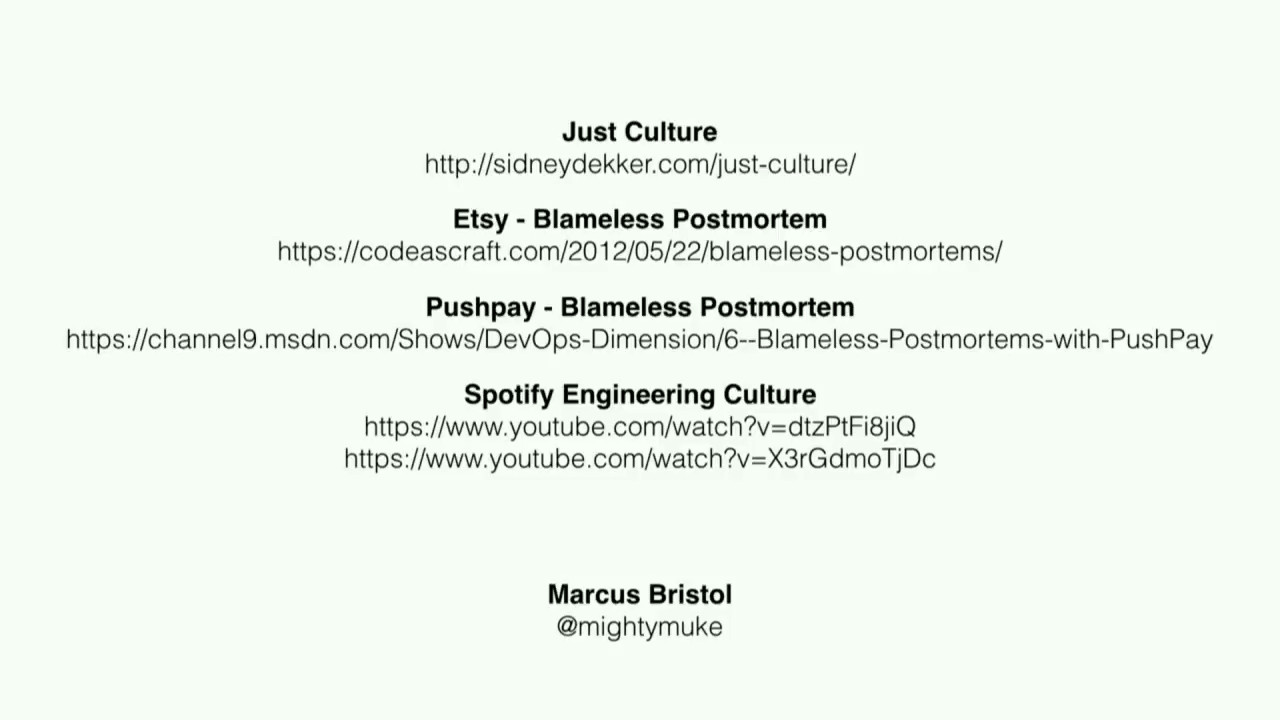 Just Culture
http://sidneydekker.com/just-culture/
Etsy - Blameless Postmortem
https://codeascraft.com/2012/05/22/blameless-postmortems/
Pushpay - Blameless Postmortem
https://channel9.msdn.com/Shows/DevOps-Dimension/6--Blameless-Postmortems-with-PushPay
Spotify Engineering Culture
https://www.youtube.com/watch?v=dtzPtFi8jiQ
https://www.youtube.com/watch?v=X3rGdmoTjDc
Marcus Bristol
@mightymuke